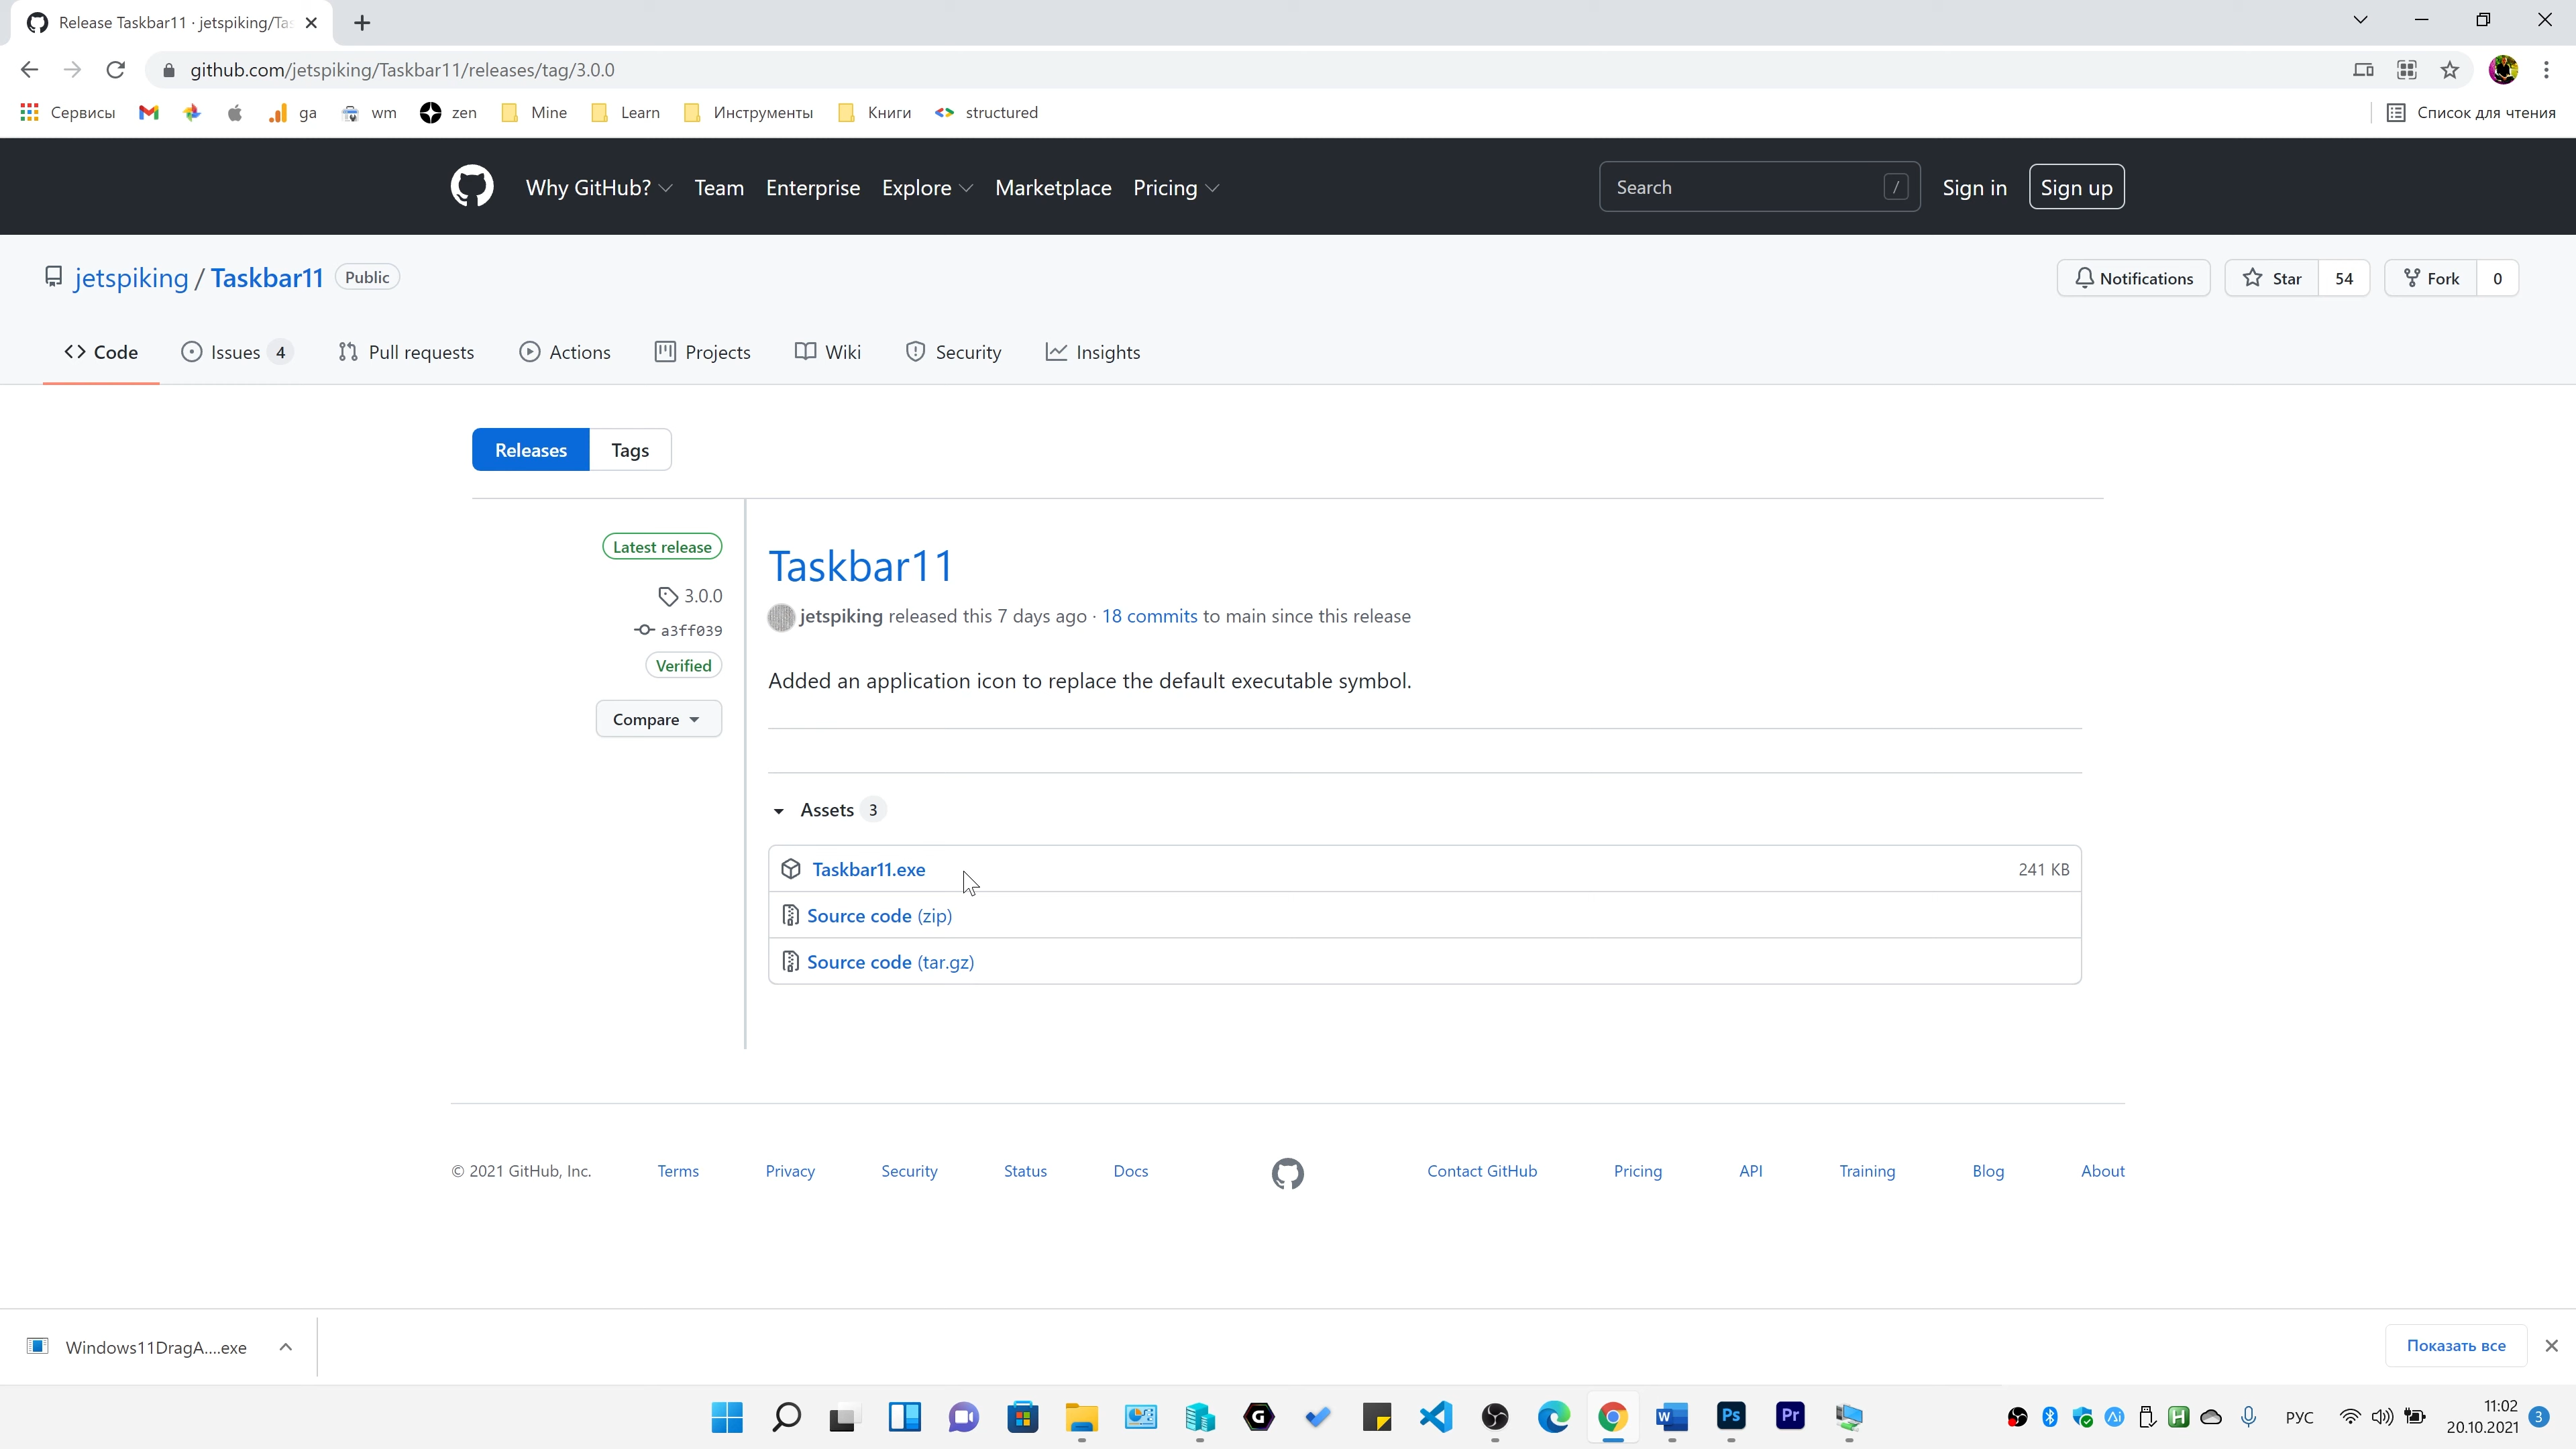 Release Taskbar11 · jetspiking/Tas
github.com/jetspiking/Taskbar11/releases/tag/3.0.0
Сервисы ga wm zen Mine Learn Инструменты Книги structured Список для чтения
Why GitHub? Team Enterprise Explore Marketplace Pricing Search / Sign in Sign up
jetspiking / Taskbar11 Public Notifications Star 54 Fork 0
Code Issues 4 Pull requests Actions Projects Wiki Security Insights
Releases Tags
Latest release
3.0.0
a3ff039
Verified
Compare
Taskbar11
jetspiking released this 7 days ago · 18 commits to main since this release
Added an application icon to replace the default executable symbol.
Assets 3
Taskbar11.exe 241 KB
Source code (zip)
Source code (tar.gz)
© 2021 GitHub, Inc. Terms Privacy Security Status Docs Contact GitHub Pricing API Training Blog About
Windows11DragA....exe Показать все
G W Ps Pr Ai H РУС 11:02
20.10.2021 3